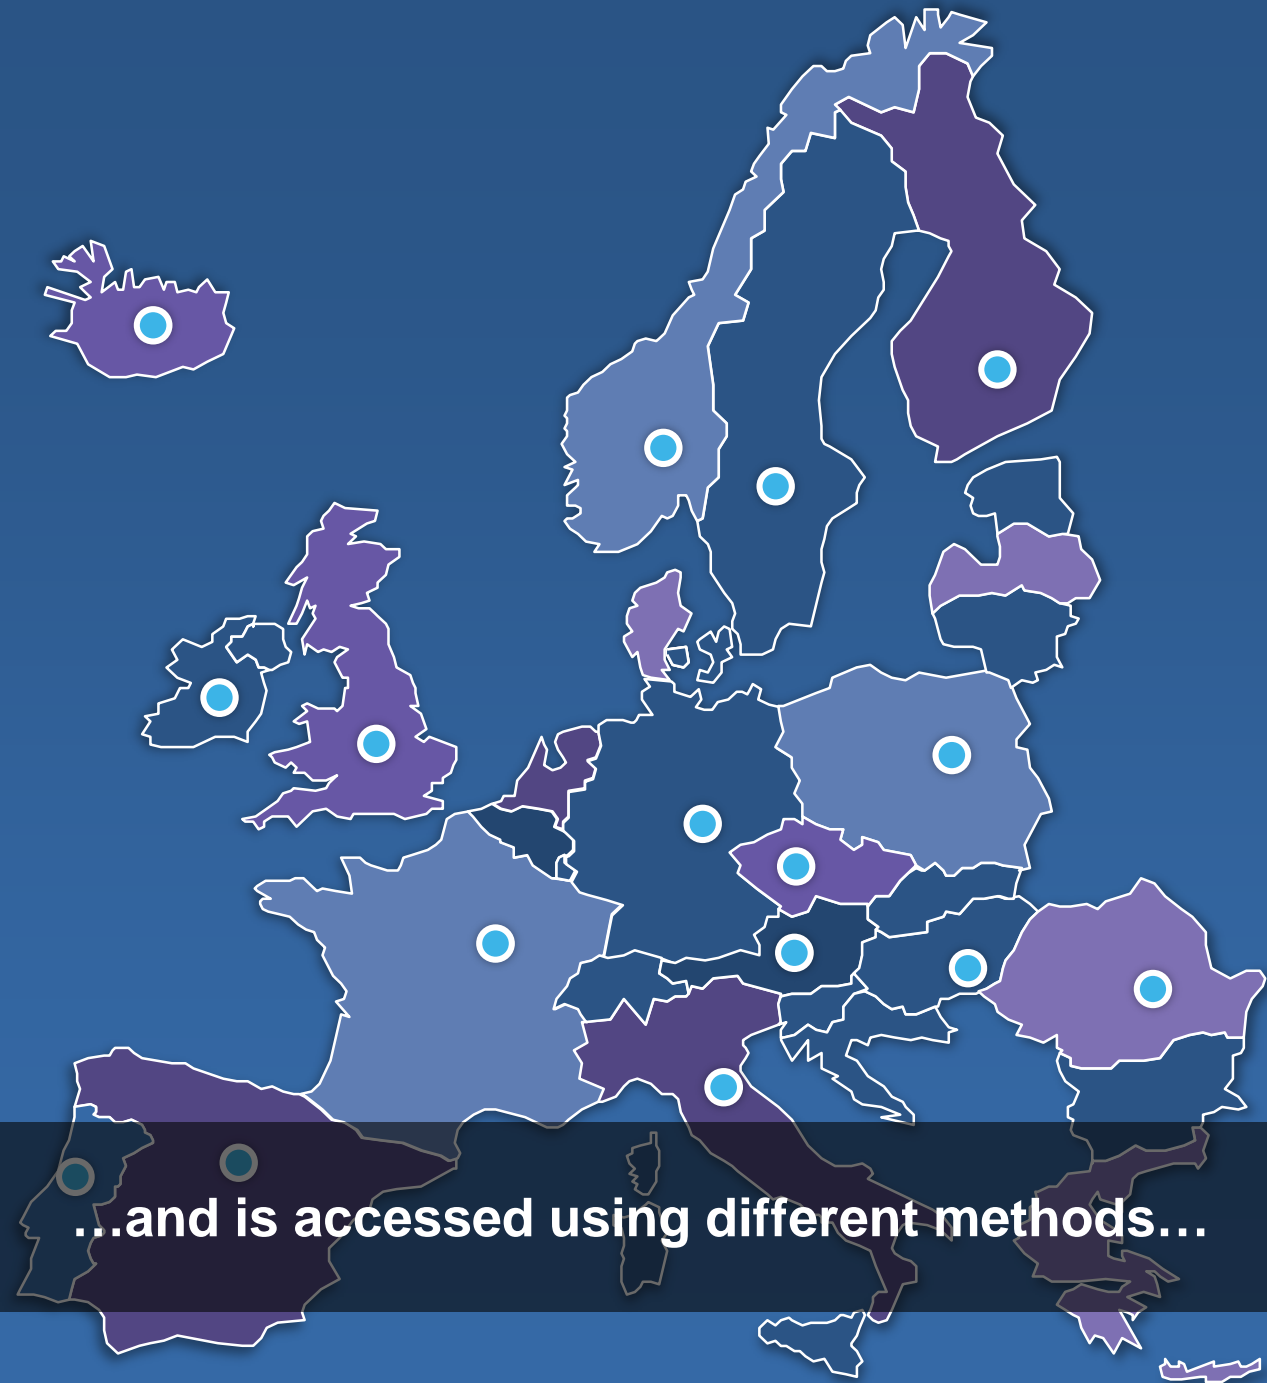 …and is accessed using different methods…